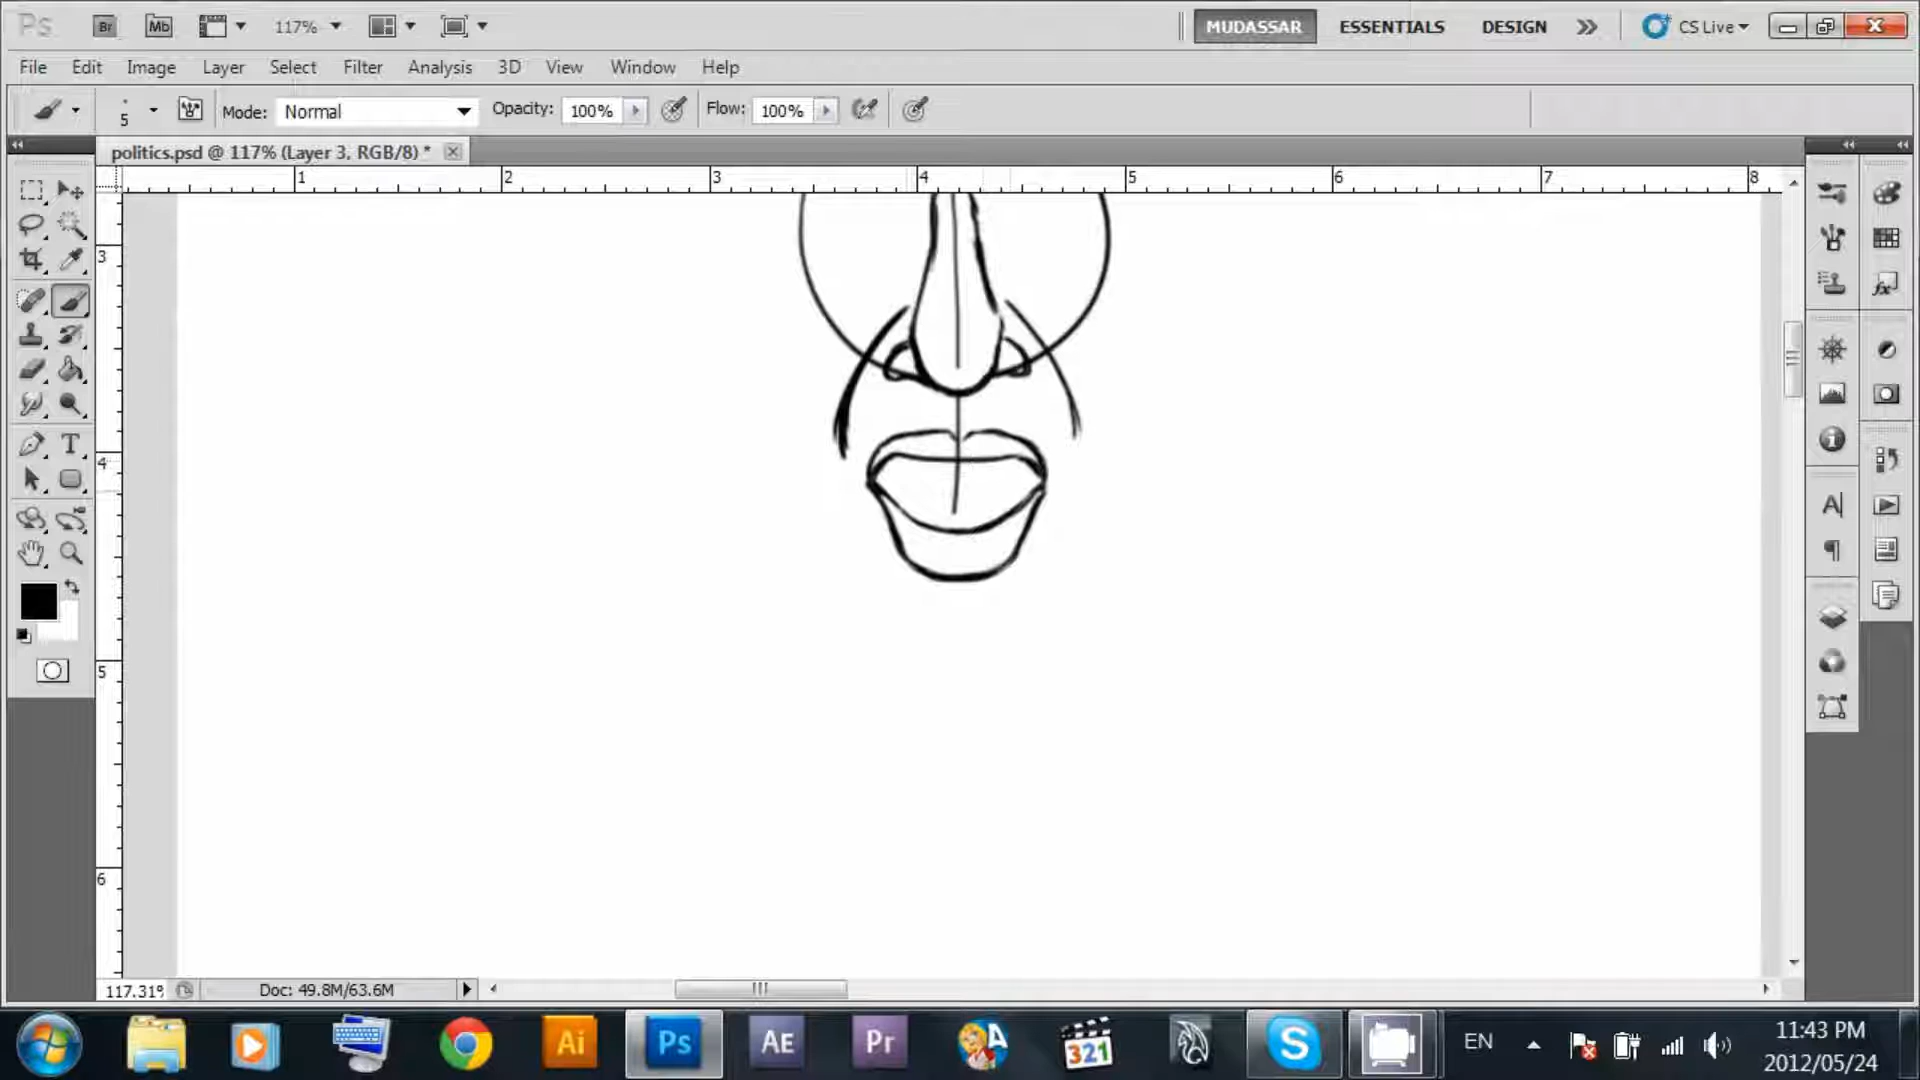 Ps Br Mb 117% MUDASSAR ESSENTIALS DESIGN CS Live
File Edit Image Layer Select Filter Analysis 3D View Window Help
5 Mode: Normal Opacity: 100% Flow: 100%
politics.psd @ 117% (Layer 3, RGB/8) *
1 2 3 4 5 6 7 8
3
4
5
6
T
A
fx
117.31% Doc: 49.8M/63.6M
Ai Ps AE Pr A 321 S EN 11:43 PM
2012/05/24